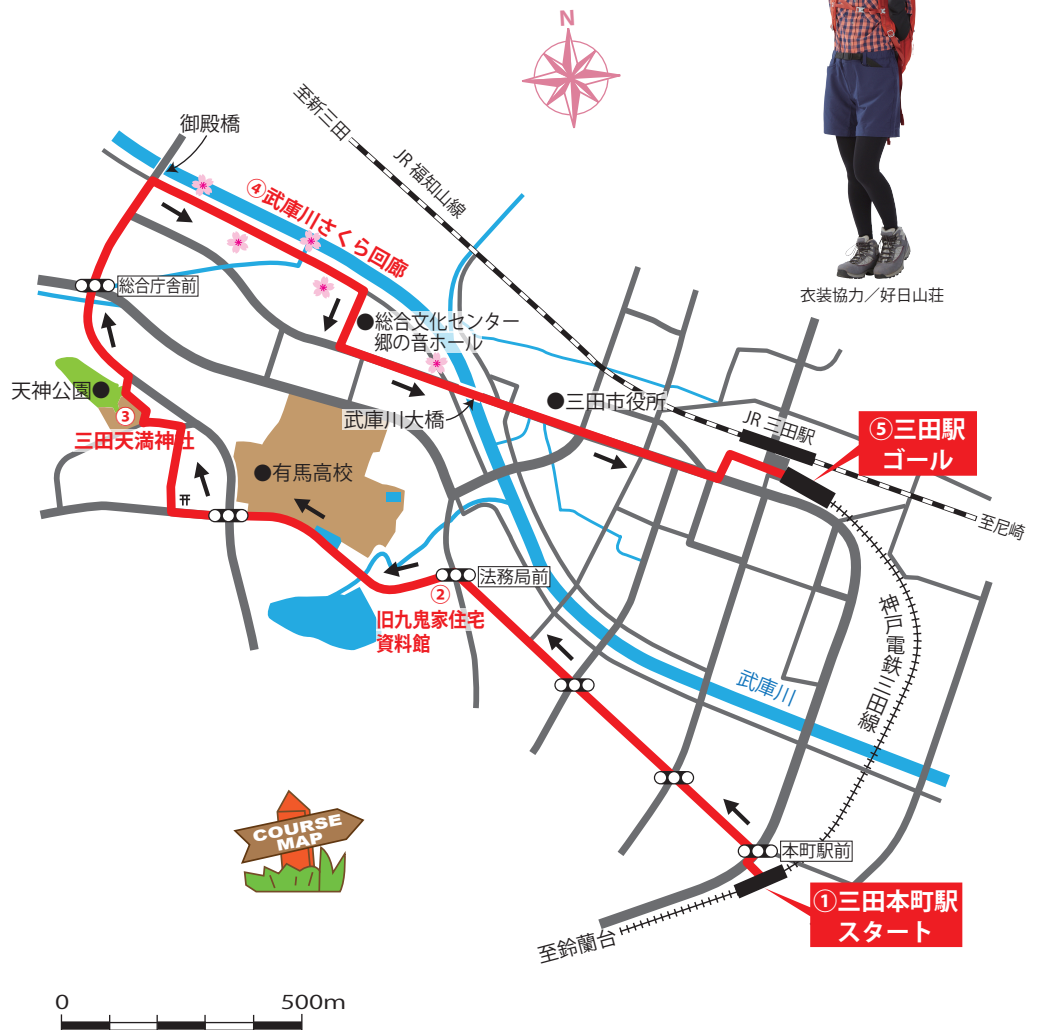 N
衣装協力／好日山荘
至新三田
JR 福知山線
御殿橋
④武庫川さくら回廊
総合庁舎前
総合文化センター
郷の音ホール
天神公園
③
三田天満神社
武庫川大橋
三田市役所
JR 三田駅
⑤三田駅
ゴール
有馬高校
至尼崎
法務局前
②
旧九鬼家住宅
資料館
神戸電鉄三田線
武庫川
COURSE
MAP
本町駅前
①三田本町駅
スタート
至鈴蘭台
0 500m